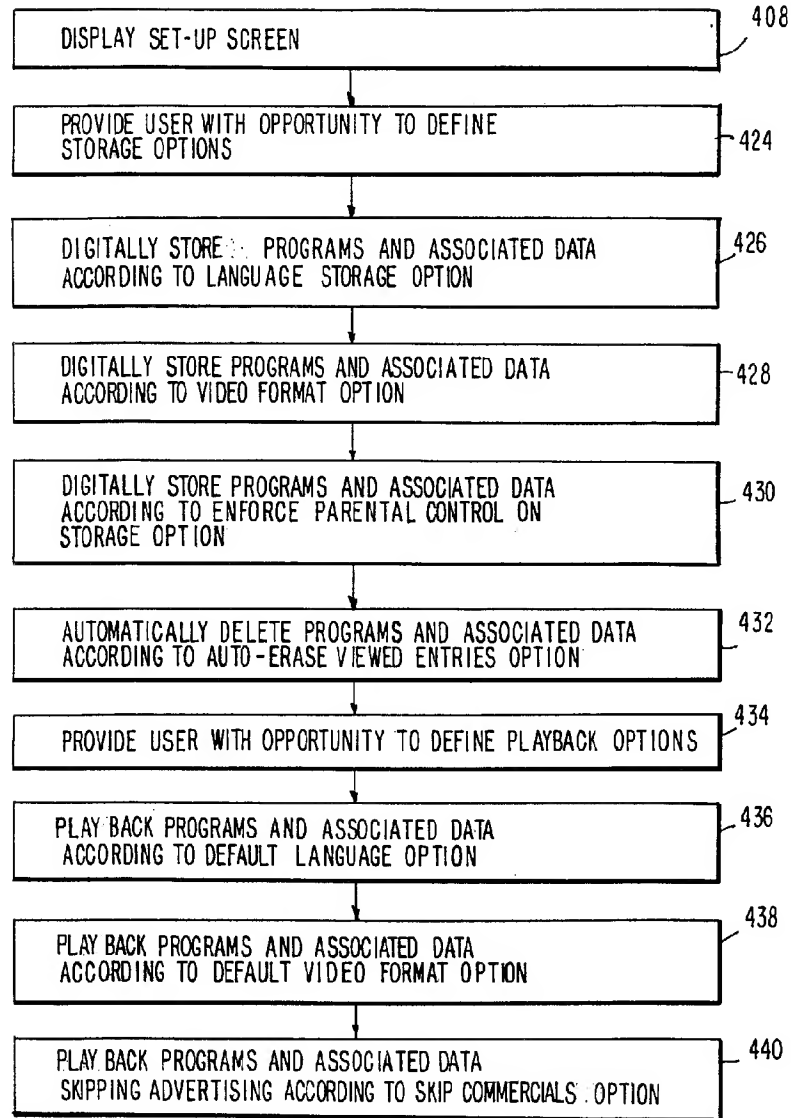 DISPLAY SET-UP SCREEN
408
PROVIDE USER WITH OPPORTUNITY TO DEFINE
STORAGE OPTIONS
424
DIGITALLY STORE PROGRAMS AND ASSOCIATED DATA
ACCORDING TO LANGUAGE STORAGE OPTION
426
DIGITALLY STORE PROGRAMS AND ASSOCIATED DATA
ACCORDING TO VIDEO FORMAT OPTION
428
DIGITALLY STORE PROGRAMS AND ASSOCIATED DATA
ACCORDING TO ENFORCE PARENTAL CONTROL ON
STORAGE OPTION
430
AUTOMATICALLY DELETE PROGRAMS AND ASSOCIATED DATA
ACCORDING TO AUTO-ERASE VIEWED ENTRIES OPTION
432
PROVIDE USER WITH OPPORTUNITY TO DEFINE PLAYBACK OPTIONS
434
PLAY BACK PROGRAMS AND ASSOCIATED DATA
ACCORDING TO DEFAULT LANGUAGE OPTION
436
PLAY BACK PROGRAMS AND ASSOCIATED DATA
ACCORDING TO DEFAULT VIDEO FORMAT OPTION
438
PLAY BACK PROGRAMS AND ASSOCIATED DATA
SKIPPING ADVERTISING ACCORDING TO SKIP COMMERCIALS OPTION
440